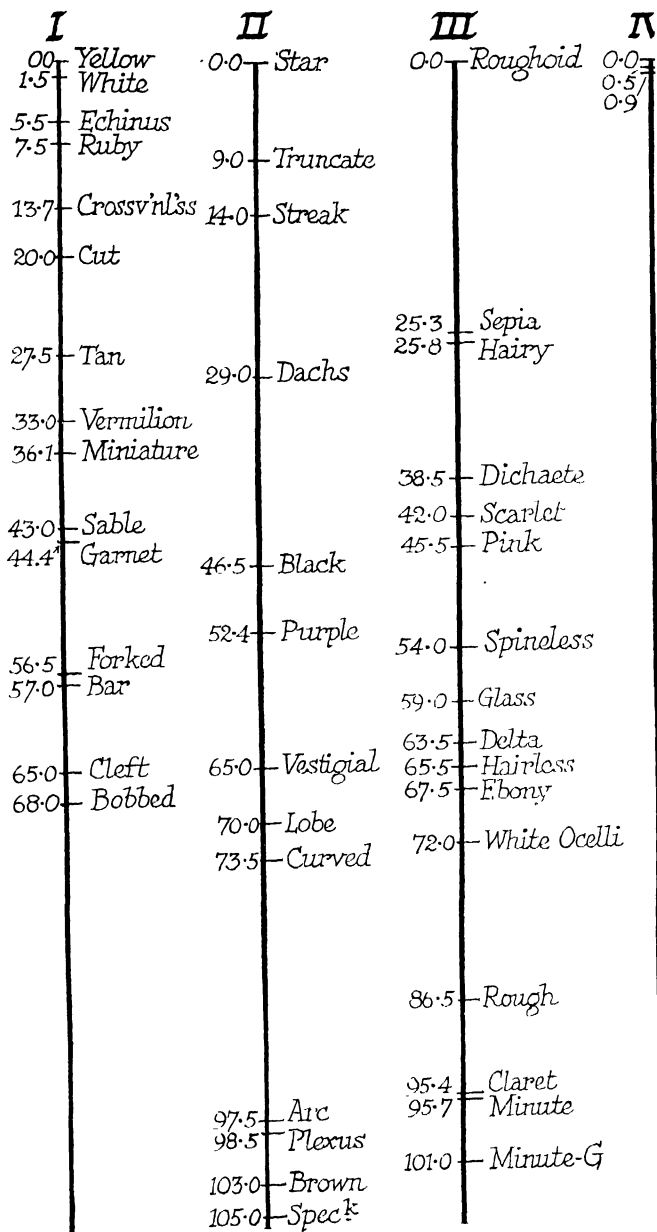 I
00 Yellow
1.5 White
5.5 Echinus
7.5 Ruby
13.7 Crossv'nl'ss
20.0 Cut
27.5 Tan
33.0 Vermilion
36.1 Miniature
43.0 Sable
44.4 Garnet
56.5 Forked
57.0 Bar
65.0 Cleft
68.0 Bobbed
II
0.0 Star
9.0 Truncate
14.0 Streak
29.0 Dachs
46.5 Black
52.4 Purple
65.0 Vestigial
70.0 Lobe
73.5 Curved
97.5 Arc
98.5 Plexus
103.0 Brown
105.0 Speck
III
0.0 Roughoid
25.3 Sepia
25.8 Hairy
38.5 Dichaete
42.0 Scarlet
45.5 Pink
54.0 Spineless
59.0 Glass
63.5 Delta
65.5 Hairless
67.5 Ebony
72.0 White Ocelli
86.5 Rough
95.4 Claret
95.7 Minute
101.0 Minute-G
IV
0.0
0.5
0.9